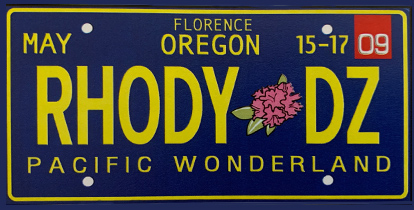 FLORENCE
MAY OREGON 15-17 09
RHODY DZ
PACIFIC WONDERLAND